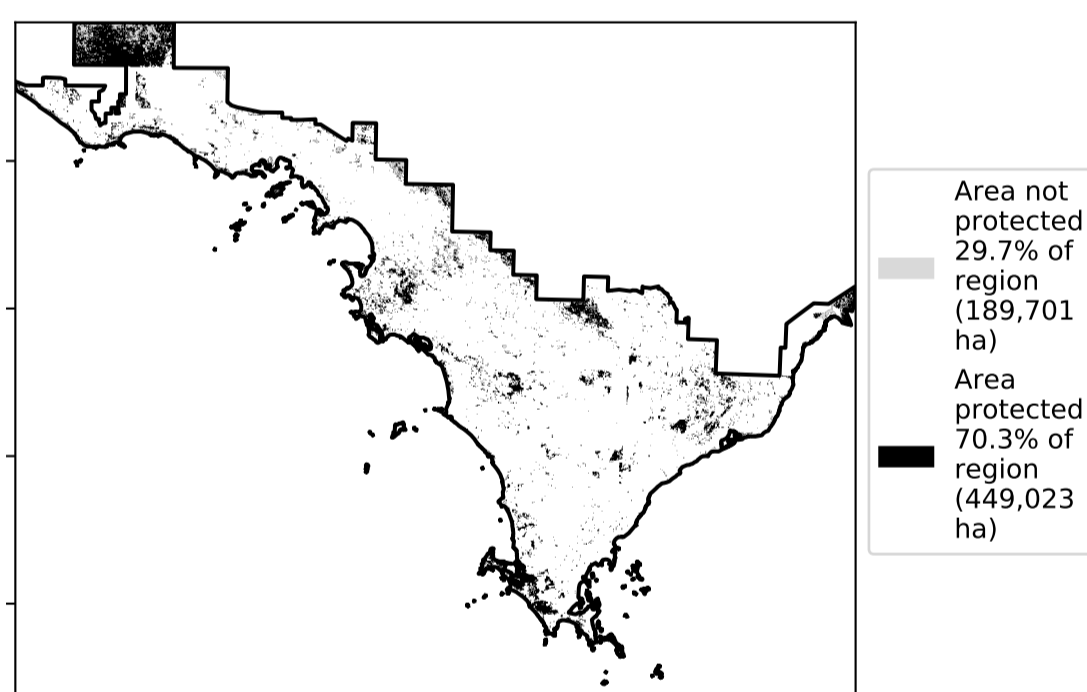 Area not
protected
29.7% of
region
(189,701
ha)
Area
protected
70.3% of
region
(449,023
ha)